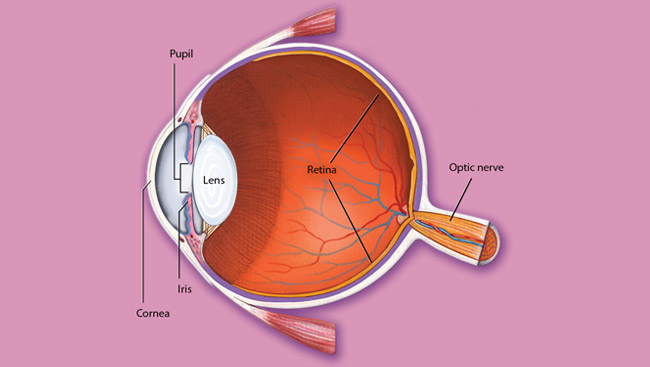 Pupil
Lens
Retina
Optic nerve
Iris
Cornea